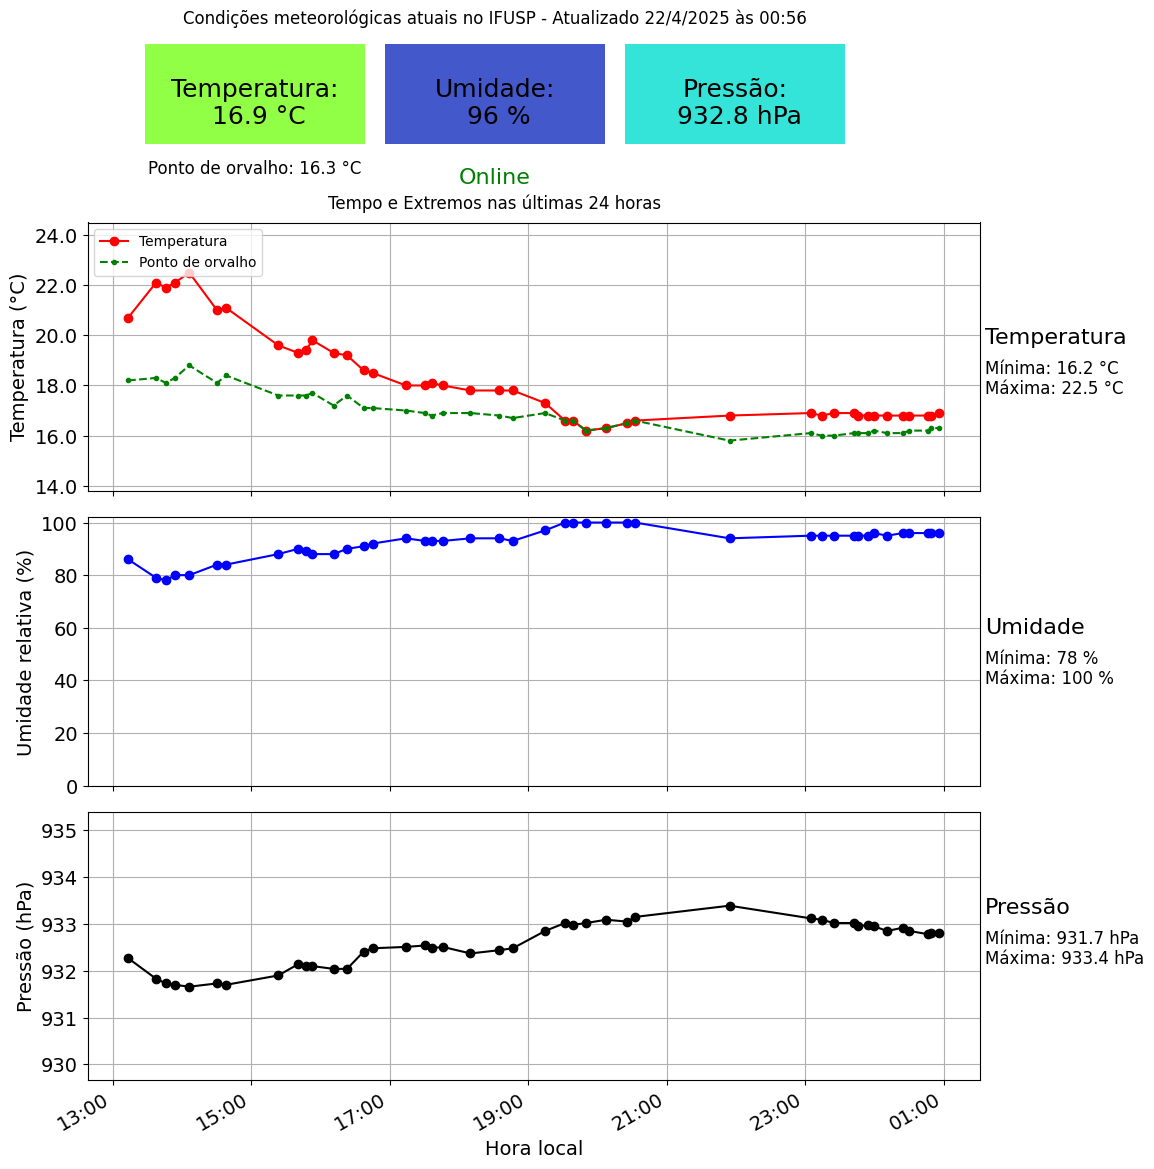 Condições meteorológicas atuais no IFUSP - Atualizado 22/4/2025 às 00:56
Temperatura:
16.9 °C
Umidade:
96 %
Pressão:
932.8 hPa
Ponto de orvalho: 16.3 °C
Online
Tempo e Extremos nas últimas 24 horas
Temperatura (°C)
24.0
22.0
20.0
18.0
16.0
14.0
Temperatura
Ponto de orvalho
Temperatura
Mínima: 16.2 °C
Máxima: 22.5 °C
Umidade relativa (%)
100
80
60
40
20
0
Umidade
Mínima: 78 %
Máxima: 100 %
Pressão (hPa)
935
934
933
932
931
930
Pressão
Mínima: 931.7 hPa
Máxima: 933.4 hPa
13:00
15:00
17:00
19:00
21:00
23:00
01:00
Hora local